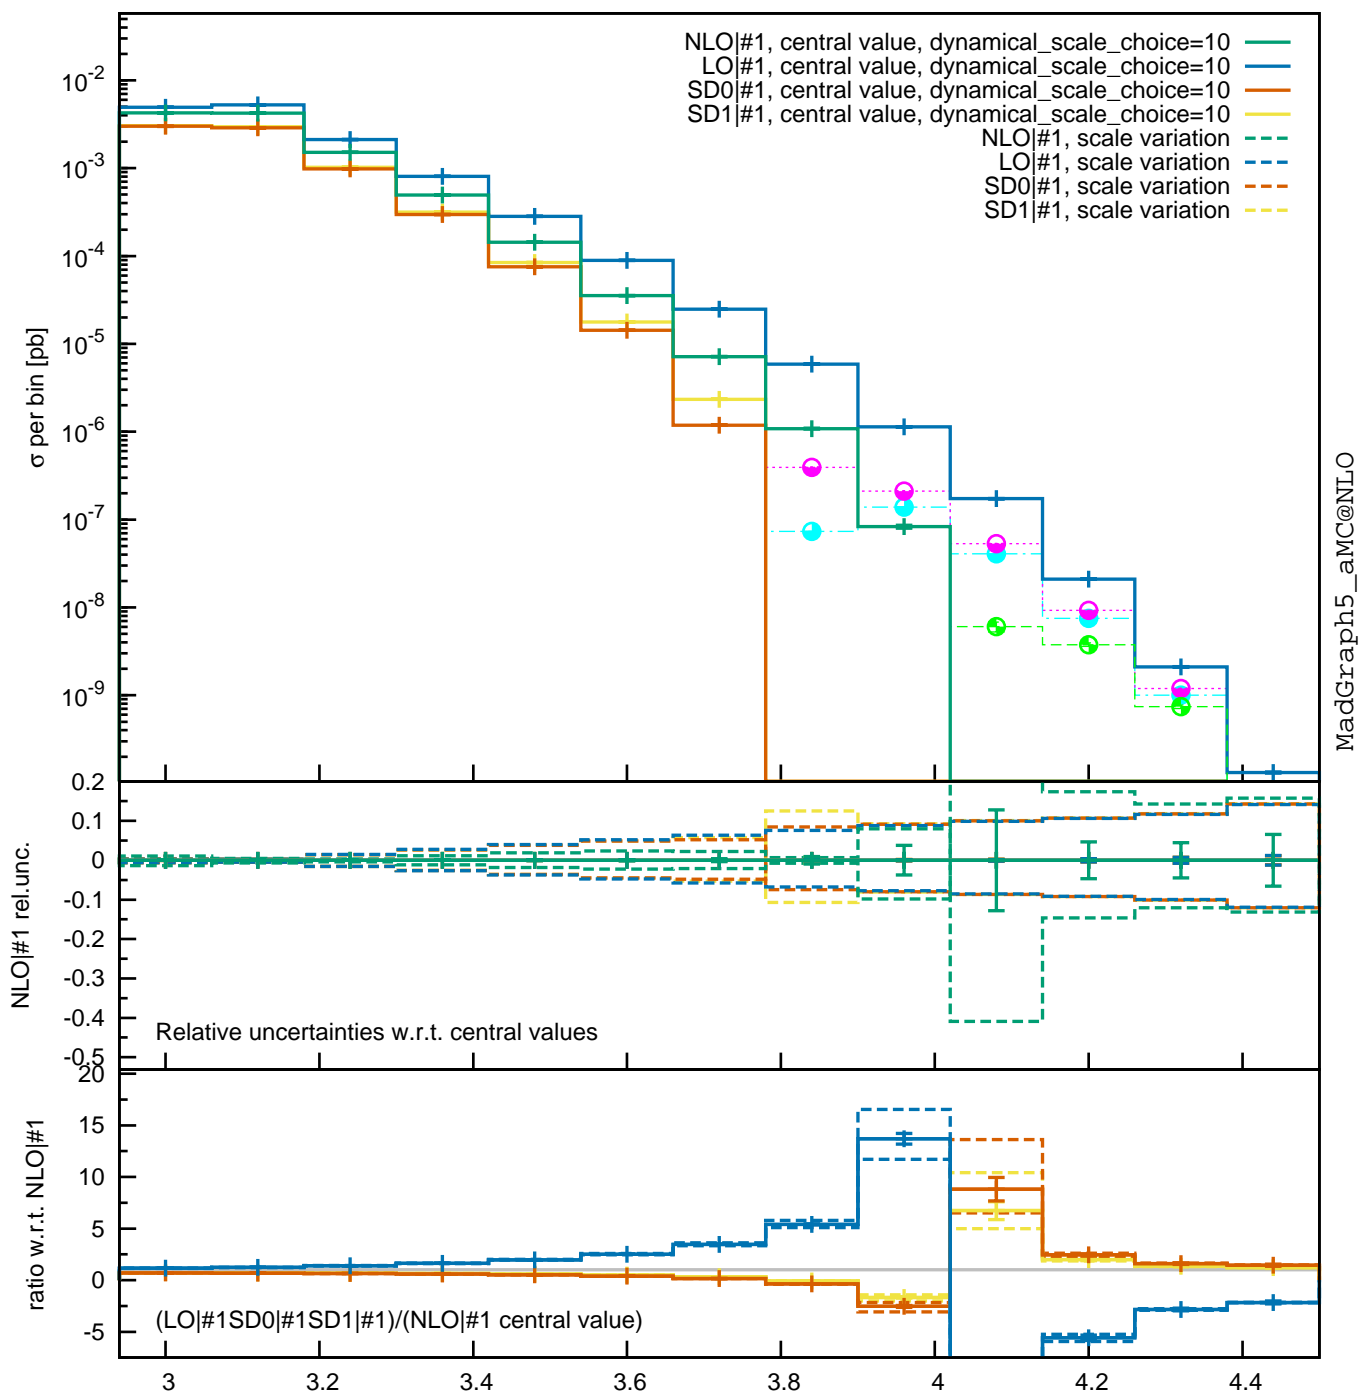 NLO|#1, central value, dynamical_scale_choice=10
LO|#1, central value, dynamical_scale_choice=10
SD0|#1, central value, dynamical_scale_choice=10
SD1|#1, central value, dynamical_scale_choice=10
NLO|#1, scale variation
LO|#1, scale variation
SD0|#1, scale variation
SD1|#1, scale variation
σ per bin [pb]
10^-2
10^-3
10^-4
10^-5
10^-6
10^-7
10^-8
10^-9
MadGraph5_aMC@NLO
NLO|#1 rel.unc.
0.2
0.1
0
-0.1
-0.2
-0.3
-0.4
-0.5
Relative uncertainties w.r.t. central values
ratio w.r.t. NLO|#1
20
15
10
5
0
-5
(LO|#1SD0|#1SD1|#1)/(NLO|#1 central value)
3 3.2 3.4 3.6 3.8 4 4.2 4.4